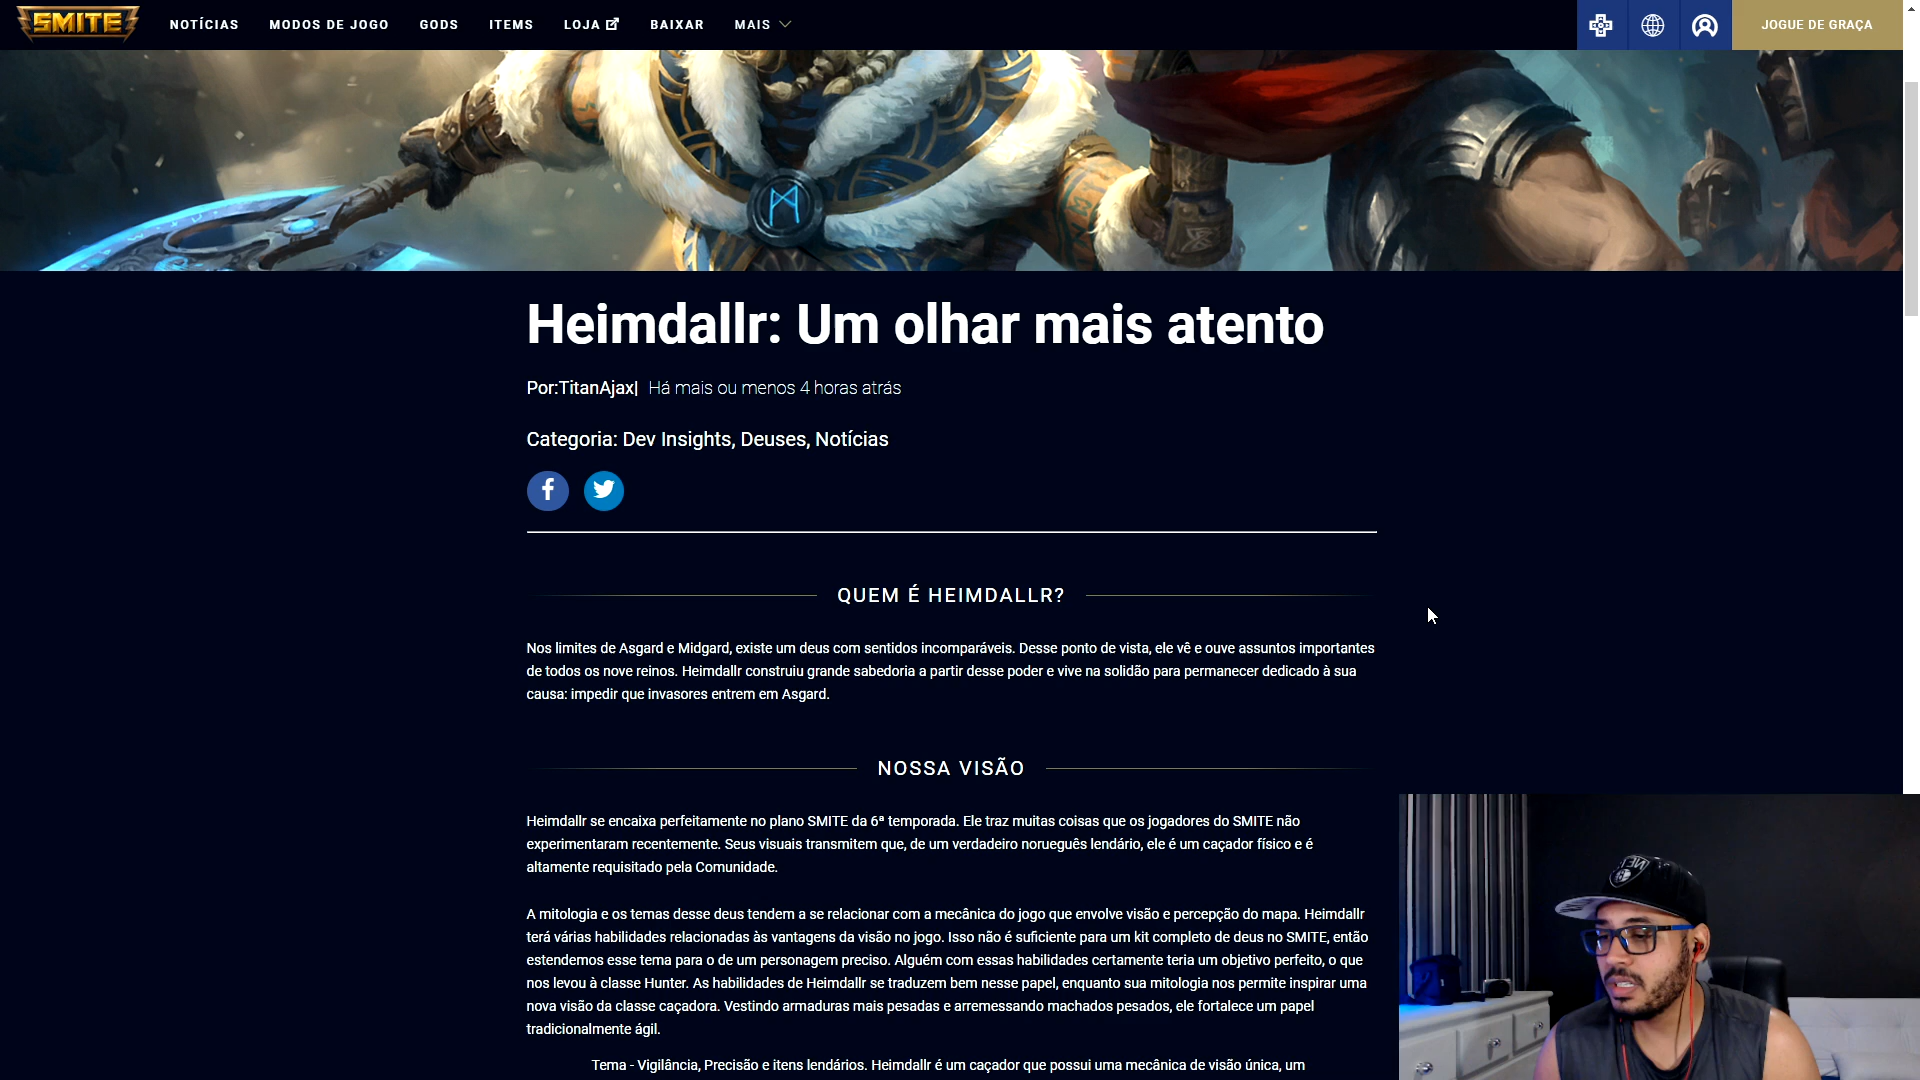 SMITE
NOTÍCIAS
MODOS DE JOGO
GODS
ITEMS
LOJA
BAIXAR
MAIS
JOGUE DE GRAÇA
Heimdallr: Um olhar mais atento
Por:TitanAjax| Há mais ou menos 4 horas atrás
Categoria: Dev Insights, Deuses, Notícias
QUEM É HEIMDALLR?
Nos limites de Asgard e Midgard, existe um deus com sentidos incomparáveis. Desse ponto de vista, ele vê e ouve assuntos importantes
de todos os nove reinos. Heimdallr construiu grande sabedoria a partir desse poder e vive na solidão para permanecer dedicado à sua
causa: impedir que invasores entrem em Asgard.
NOSSA VISÃO
Heimdallr se encaixa perfeitamente no plano SMITE da 6ª temporada. Ele traz muitas coisas que os jogadores do SMITE não
experimentaram recentemente. Seus visuais transmitem que, de um verdadeiro norueguês lendário, ele é um caçador físico e é
altamente requisitado pela Comunidade.
A mitologia e os temas desse deus tendem a se relacionar com a mecânica do jogo que envolve visão e percepção do mapa. Heimdallr
terá várias habilidades relacionadas às vantagens da visão no jogo. Isso não é suficiente para um kit completo de deus no SMITE, então
estendemos esse tema para o de um personagem preciso. Alguém com essas habilidades certamente teria um objetivo perfeito, o que
nos levou à classe Hunter. As habilidades de Heimdallr se traduzem bem nesse papel, enquanto sua mitologia nos permite inspirar uma
nova visão da classe caçadora. Vestindo armaduras mais pesadas e arremessando machados pesados, ele fortalece um papel
tradicionalmente ágil.
Tema - Vigilância, Precisão e itens lendários. Heimdallr é um caçador que possui uma mecânica de visão única, um